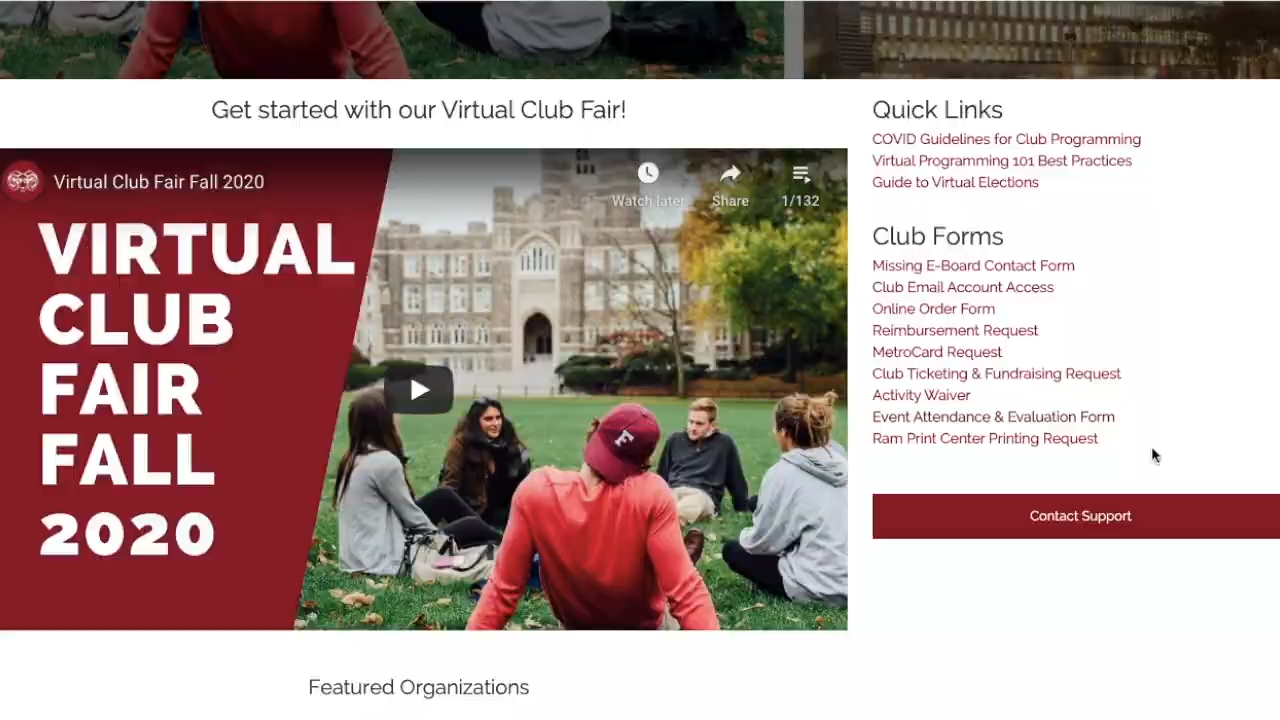 Get started with our Virtual Club Fair!
Virtual Club Fair Fall 2020
Watch later
Share
1/132
VIRTUAL
CLUB
FAIR
FALL
2020
F
Featured Organizations
Quick Links
COVID Guidelines for Club Programming
Virtual Programming 101 Best Practices
Guide to Virtual Elections
Club Forms
Missing E-Board Contact Form
Club Email Account Access
Online Order Form
Reimbursement Request
MetroCard Request
Club Ticketing & Fundraising Request
Activity Waiver
Event Attendance & Evaluation Form
Ram Print Center Printing Request
Contact Support